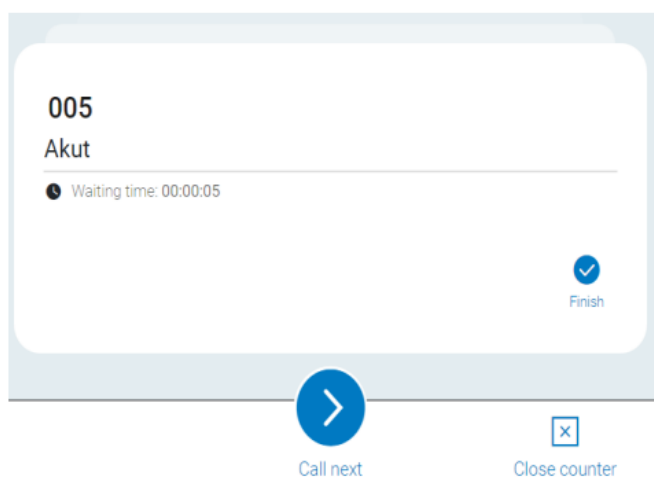 005
Akut
Waiting time: 00:00:05
Finish
Call next
Close counter